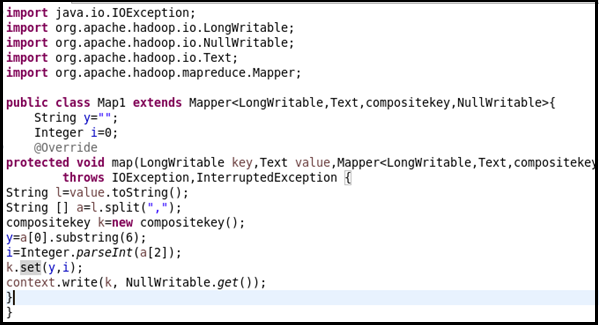 import java.io.IOException;
import org.apache.hadoop.io.LongWritable;
import org.apache.hadoop.io.NullWritable;
import org.apache.hadoop.io.Text;
import org.apache.hadoop.mapreduce.Mapper;
public class Map1 extends Mapper<LongWritable,Text,compositekey,NullWritable>{
String y="";
Integer i=0;
@Override
protected void map(LongWritable key,Text value,Mapper<LongWritable,Text,compositekey
throws IOException,InterruptedException {
String l=value.toString();
String [] a=l.split(",");
compositekey k=new compositekey();
y=a[0].substring(6);
i=Integer.parseInt(a[2]);
k.set(y,i);
context.write(k, NullWritable.get());
}
}